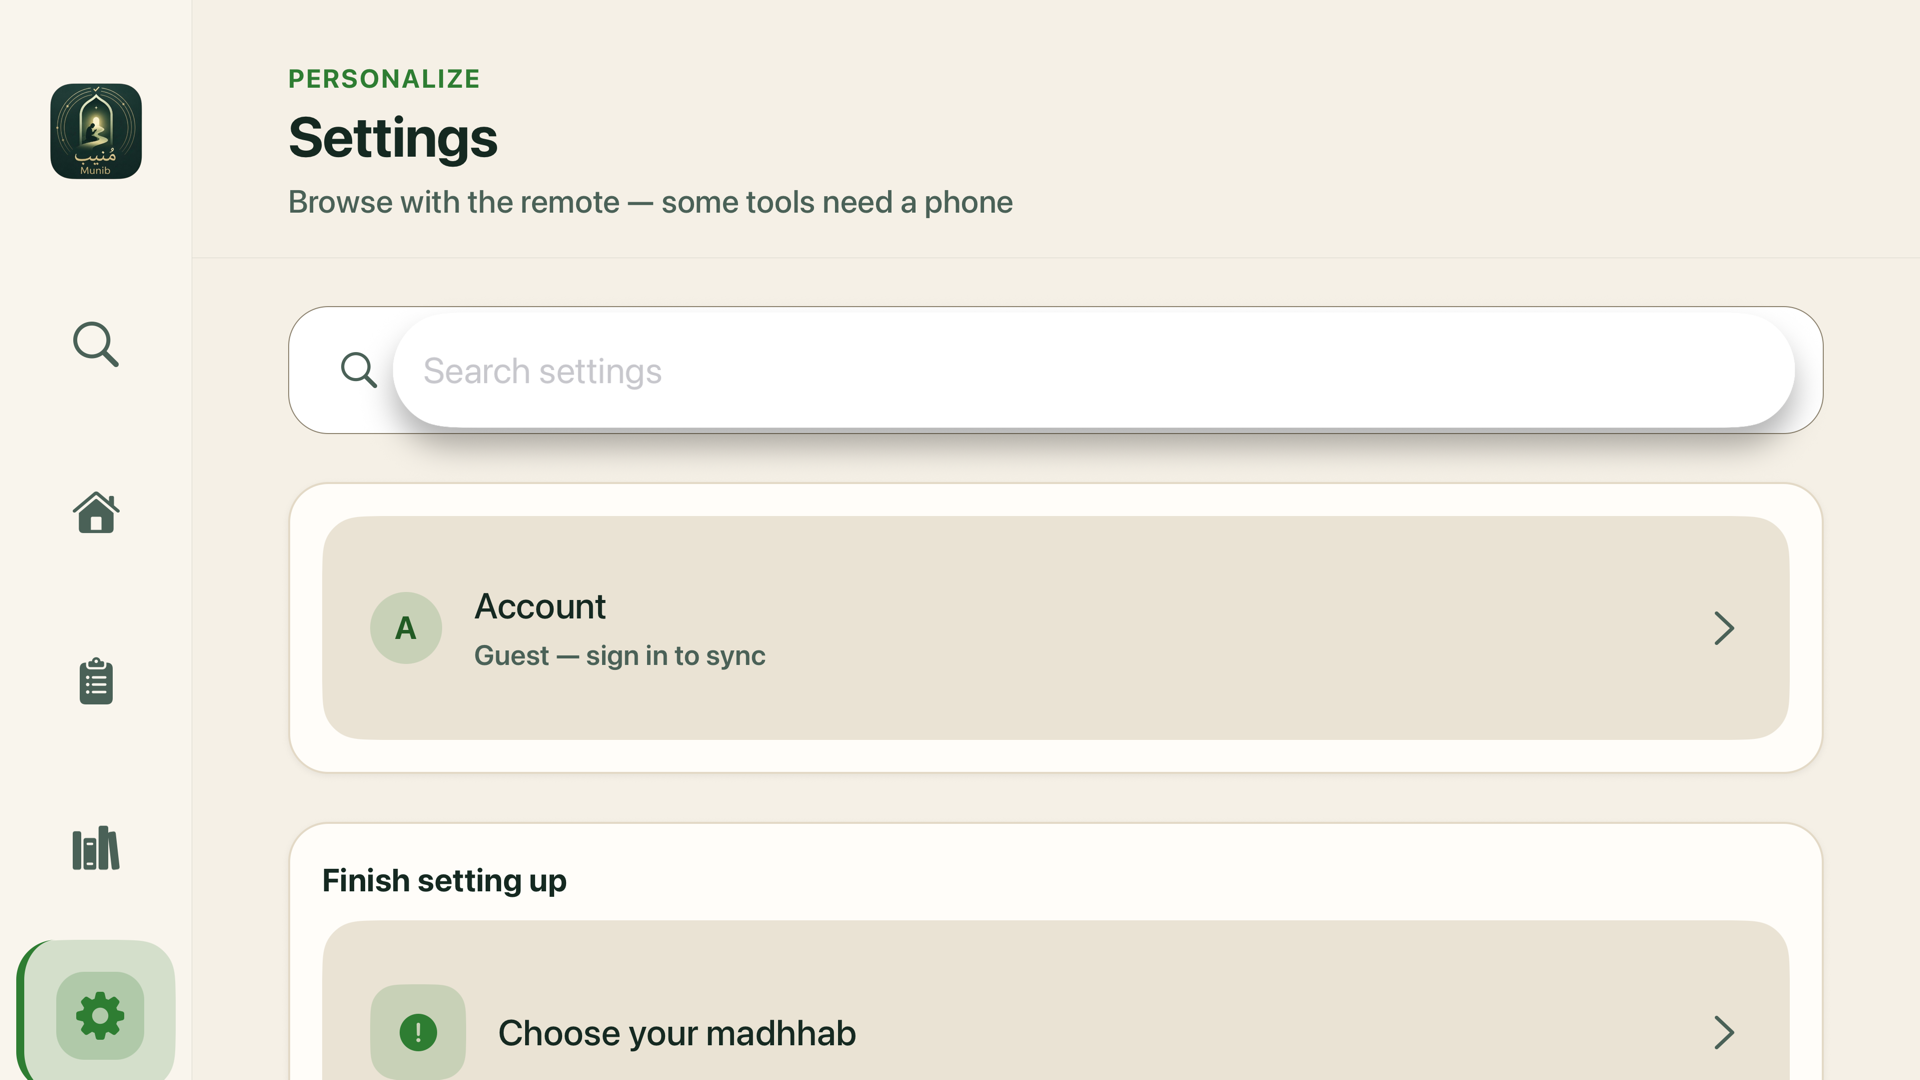 مُنيب
Munib
PERSONALIZE
Settings
Browse with the remote — some tools need a phone
Search settings
A
Account
Guest — sign in to sync
Finish setting up
Choose your madhhab